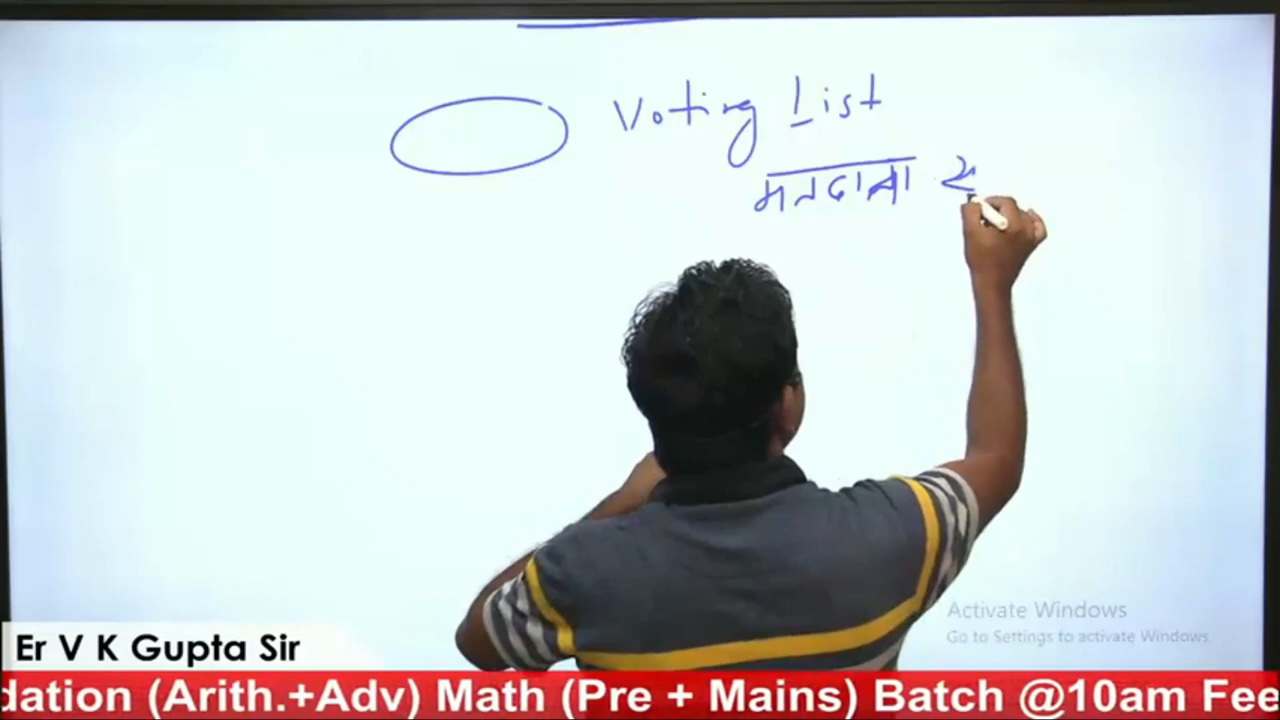 Voting List
मतदाता
Er V K Gupta Sir
dation (Arith.+Adv) Math (Pre + Mains) Batch @10am Fee
Activate Windows
Go to Settings to activate Windows.